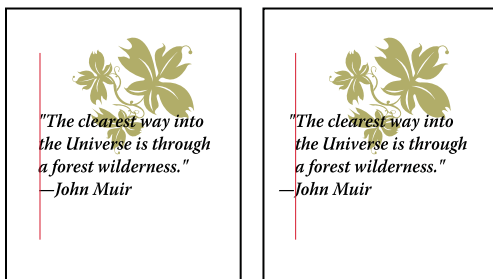 "The clearest way into
the Universe is through
a forest wilderness."
—John Muir
"The clearest way into
the Universe is through
a forest wilderness."
—John Muir